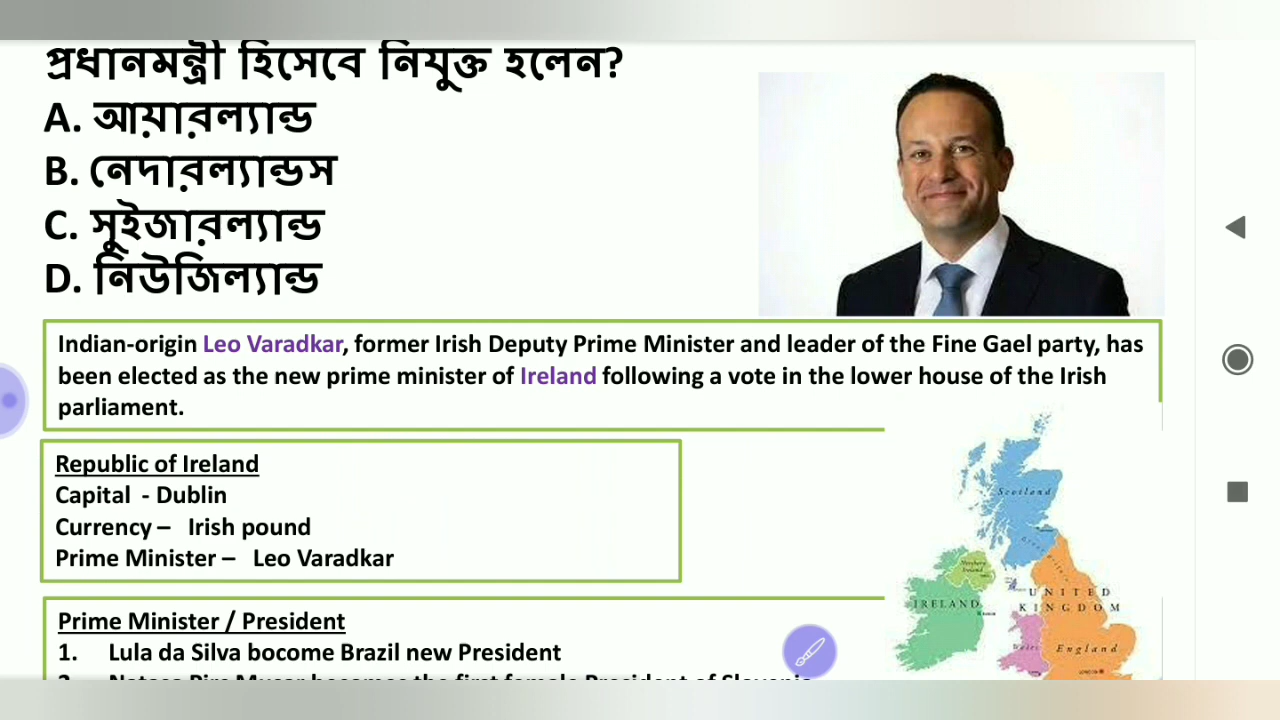 প্রধানমন্ত্রী হিসেবে নিযুক্ত হলেন?
A. আয়ারল্যান্ড
B. নেদারল্যান্ডস
C. সুইজারল্যান্ড
D. নিউজিল্যান্ড
Indian-origin Leo Varadkar, former Irish Deputy Prime Minister and leader of the Fine Gael party, has
been elected as the new prime minister of Ireland following a vote in the lower house of the Irish
parliament.
Republic of Ireland
Capital - Dublin
Currency – Irish pound
Prime Minister – Leo Varadkar
Scotland
Northern
Ireland
IRELAND
UNITED
KINGDOM
Wales
England
Prime Minister / President
1. Lula da Silva bocome Brazil new President